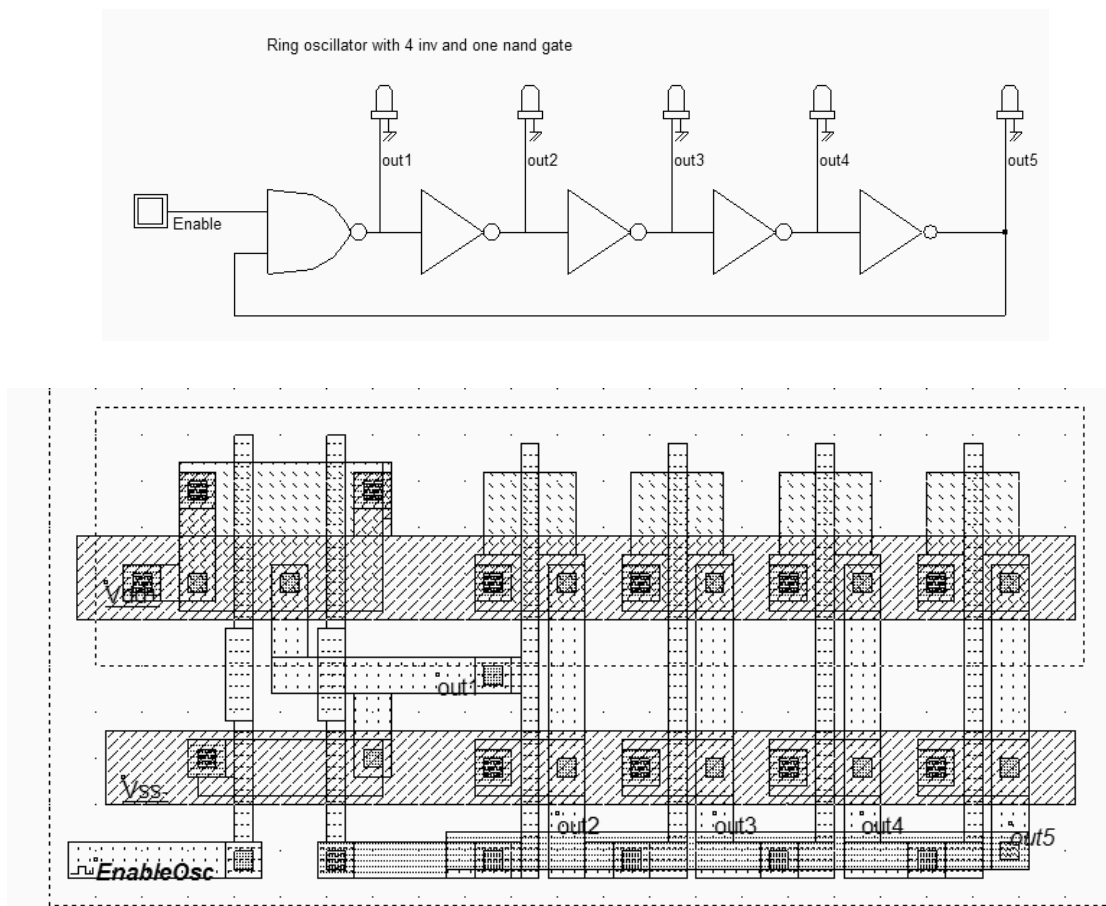 Ring oscillator with 4 inv and one nand gate
out1
out2
out3
out4
out5
Enable
out1
out2
out3
out4
out5
EnableOsc